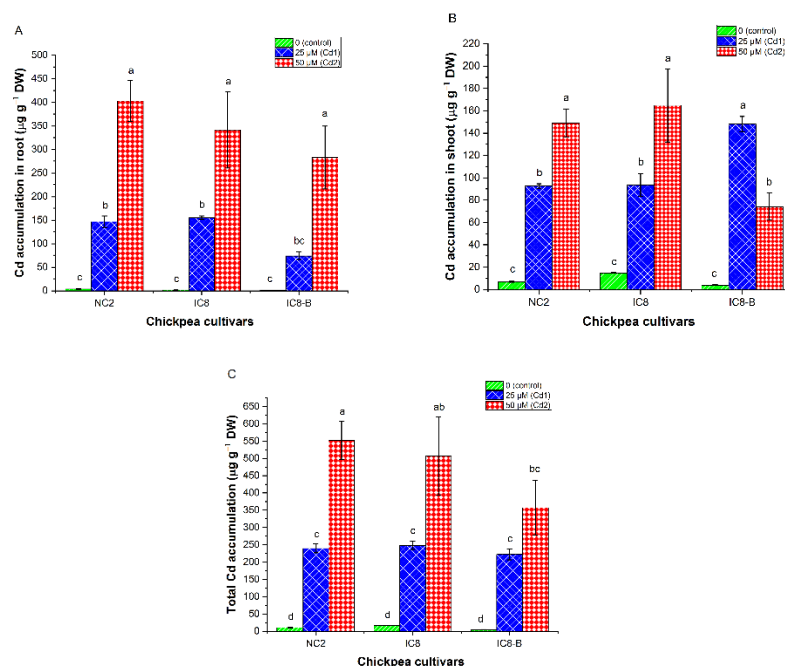 A
0 (control)
25 µM (Cd1)
50 µM (Cd2)
Cd accumulation in root (µg g⁻¹ DW)
500
450
400
350
300
250
200
150
100
50
0
c b a
c b a
c bc a
NC2 IC8 IC8-B
Chickpea cultivars
B
0 (control)
25 µM (Cd1)
50 µM (Cd2)
Cd accumulation in shoot (µg g⁻¹ DW)
220
200
180
160
140
120
100
80
60
40
20
0
c b a
c b a
c a b
NC2 IC8 IC8-B
Chickpea cultivars
C
0 (control)
25 µM (Cd1)
50 µM (Cd2)
Total Cd accumulation (µg g⁻¹ DW)
650
600
550
500
450
400
350
300
250
200
150
100
50
0
d c a
d c ab
d c bc
NC2 IC8 IC8-B
Chickpea cultivars